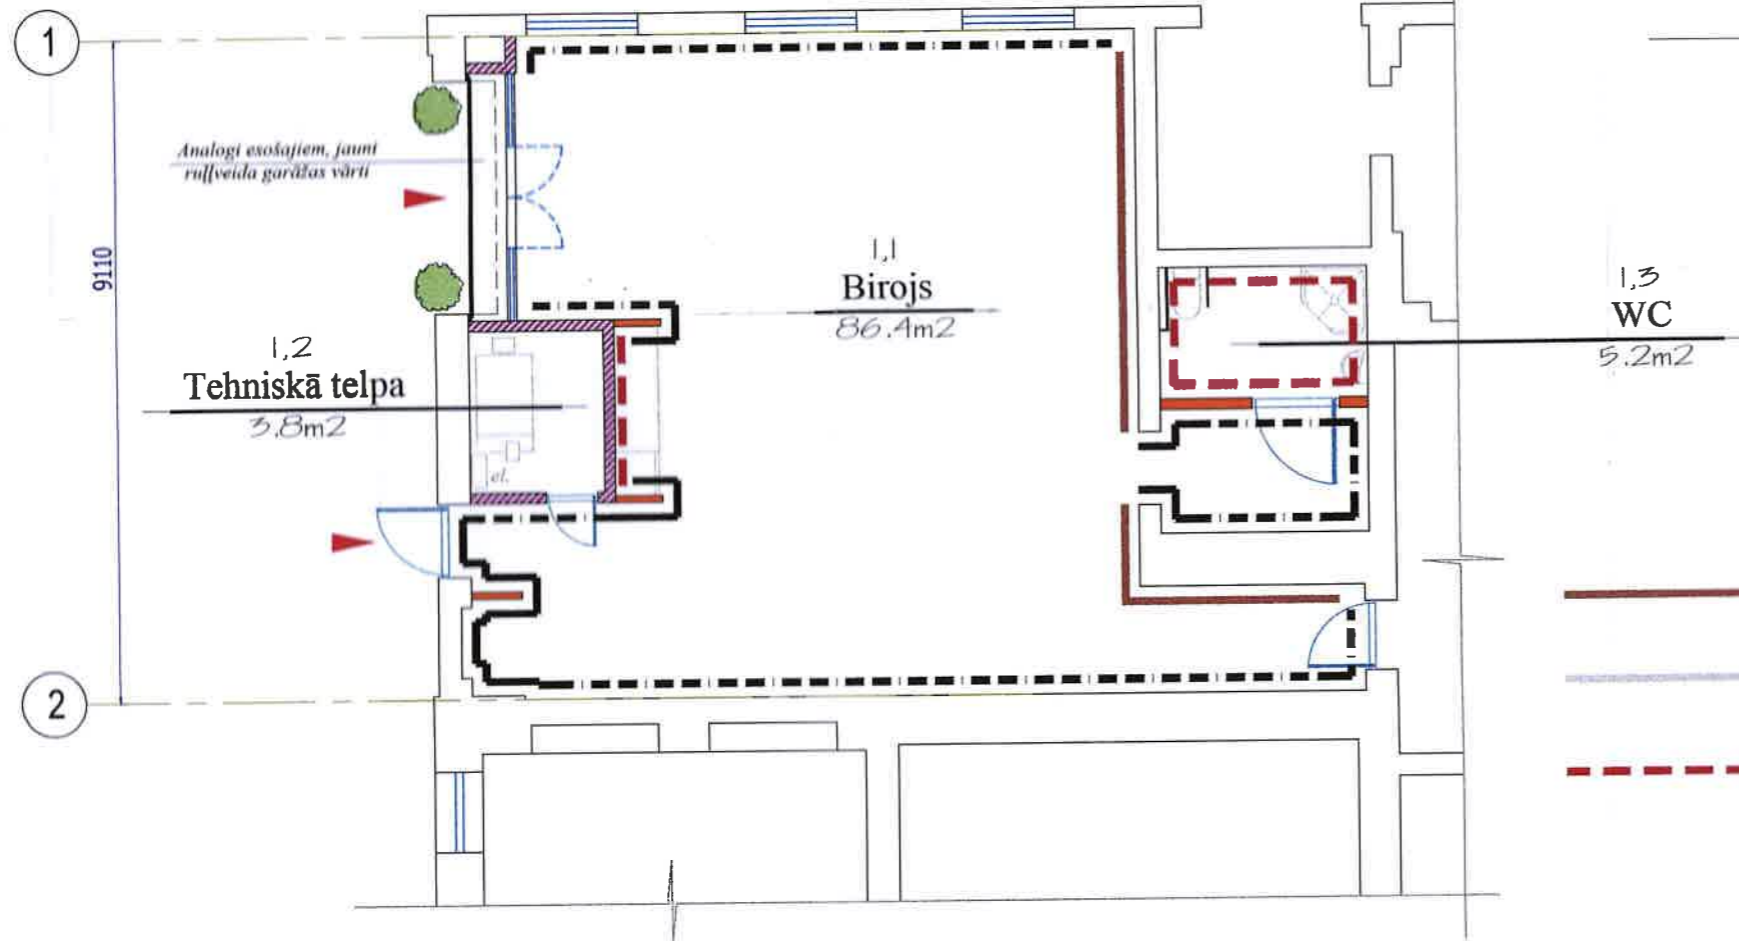 1
Analogi esošajiem, jauni
ruļļveida garāžas vārti
9110
1,1
Birojs
86.4m2
1,3
WC
5.2m2
1,2
Tehniskā telpa
3.8m2
el.
2